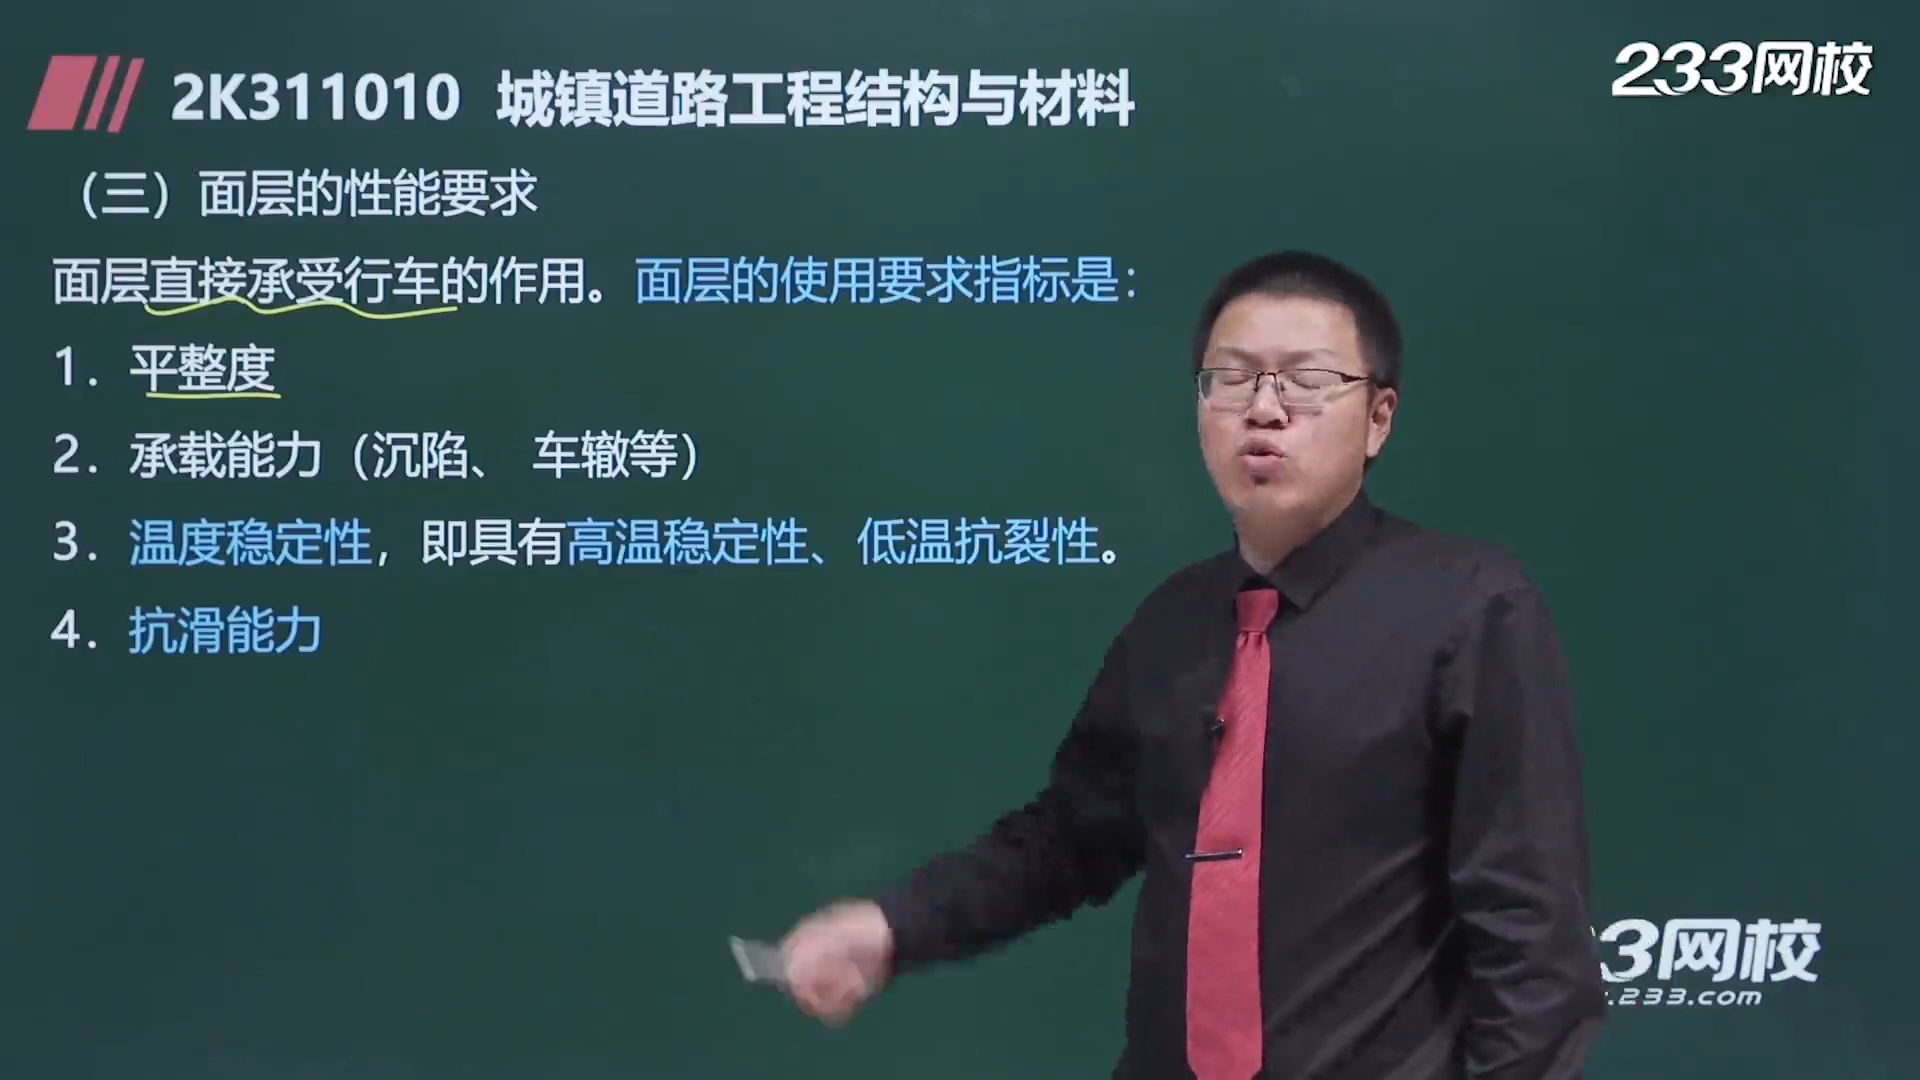 233网校
2K311010 城镇道路工程结构与材料
（三）面层的性能要求
面层直接承受行车的作用。面层的使用要求指标是：
1. 平整度
2. 承载能力（沉陷、 车辙等）
3. 温度稳定性，即具有高温稳定性、低温抗裂性。
4. 抗滑能力
33网校
.233.com